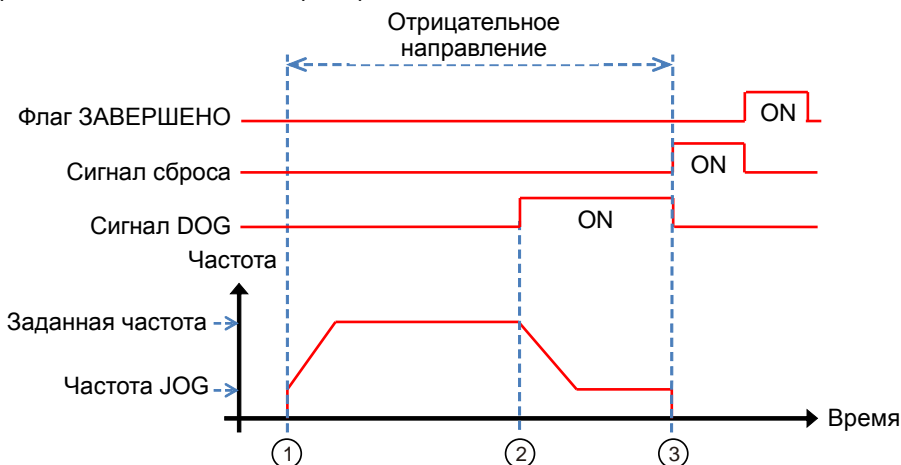 Отрицательное
направление
Флаг ЗАВЕРШЕНО
ON
Сигнал сброса
ON
Сигнал DOG
ON
Частота
Заданная частота
Частота JOG
Время
1
2
3